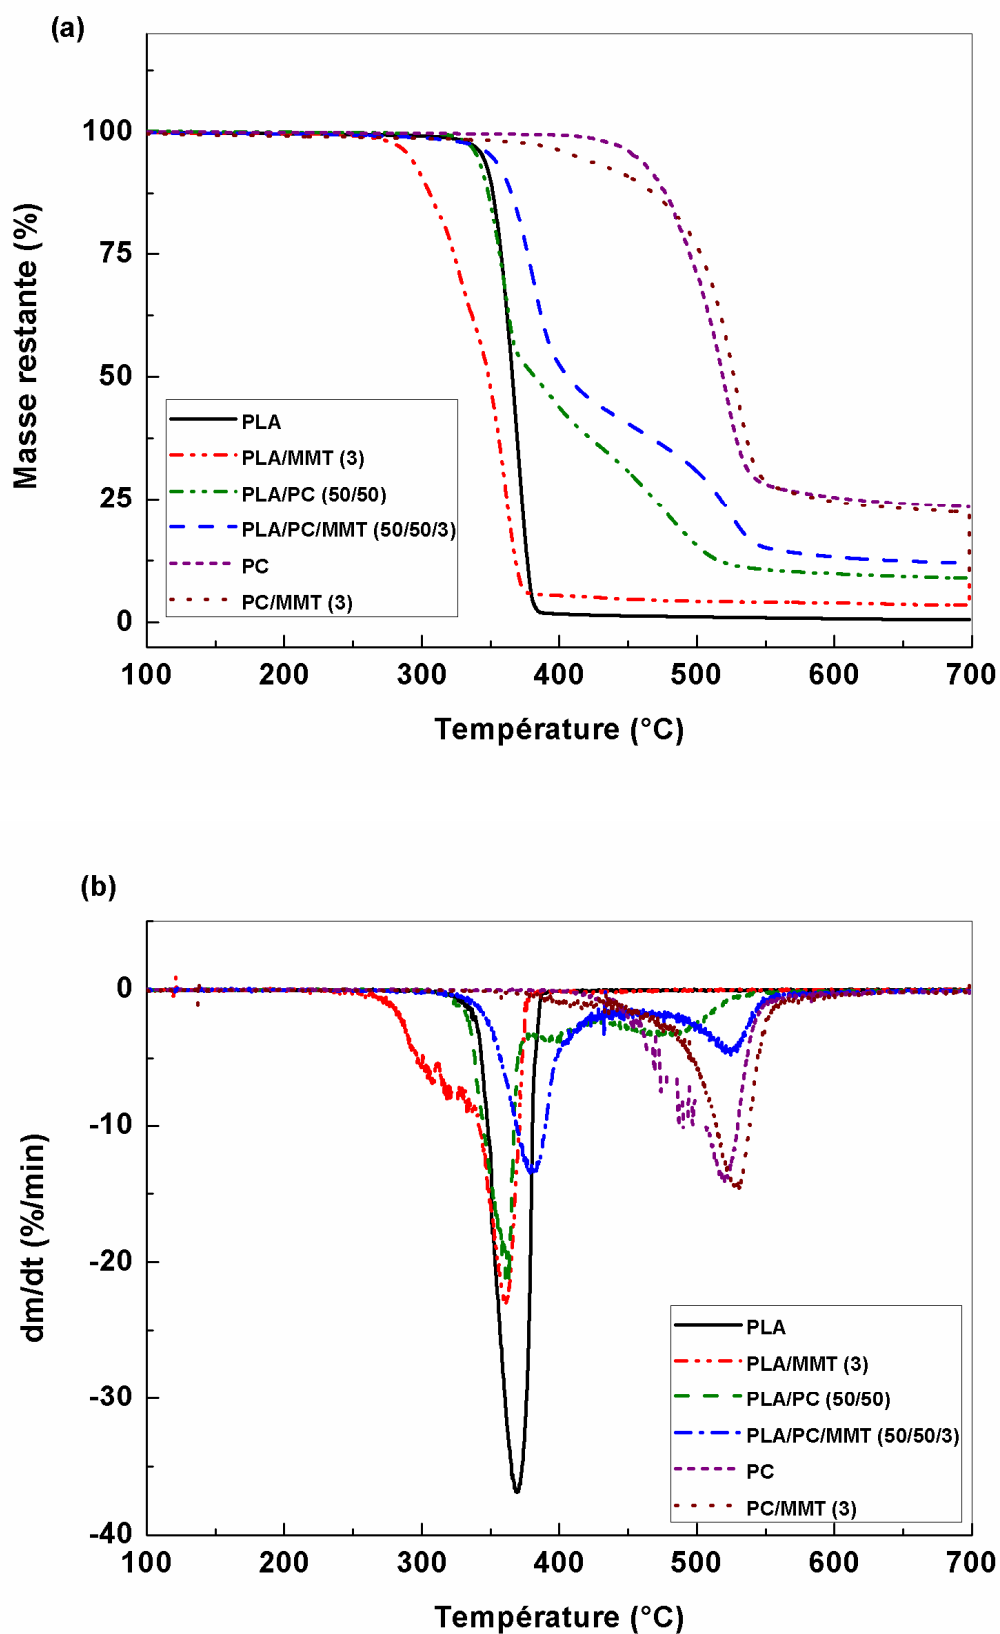 (a)
100
75
50
25
0
Masse restante (%)
PLA
PLA/MMT (3)
PLA/PC (50/50)
PLA/PC/MMT (50/50/3)
PC
PC/MMT (3)
100 200 300 400 500 600 700
Température (°C)
(b)
0
-10
-20
-30
-40
dm/dt (%/min)
PLA
PLA/MMT (3)
PLA/PC (50/50)
PLA/PC/MMT (50/50/3)
PC
PC/MMT (3)
100 200 300 400 500 600 700
Température (°C)